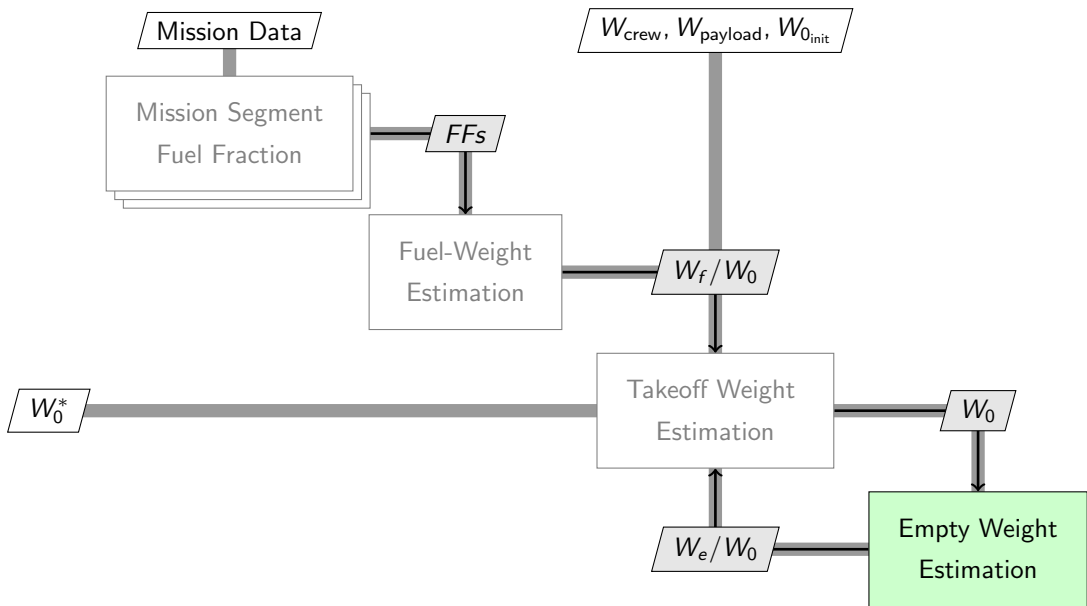 Mission Data
W_crew, W_payload, W_0_init
Mission Segment
Fuel Fraction
FFs
Fuel-Weight
Estimation
W_f/W_0
Takeoff Weight
Estimation
W_0^*
W_0
W_e/W_0
Empty Weight
Estimation